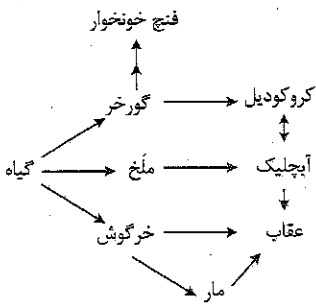 فنچ خونخوار
گورخر
کروکودیل
گیاه
ملخ
آبچلیک
خرگوش
عقاب
مار